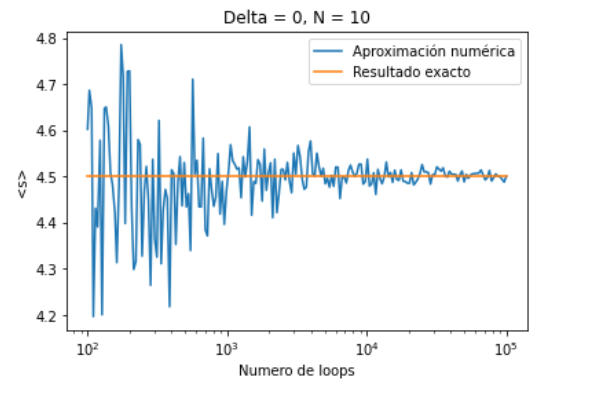 Delta = 0, N = 10
Aproximación numérica
Resultado exacto
<s>
4.8
4.7
4.6
4.5
4.4
4.3
4.2
10² 10³ 10⁴ 10⁵
Numero de loops